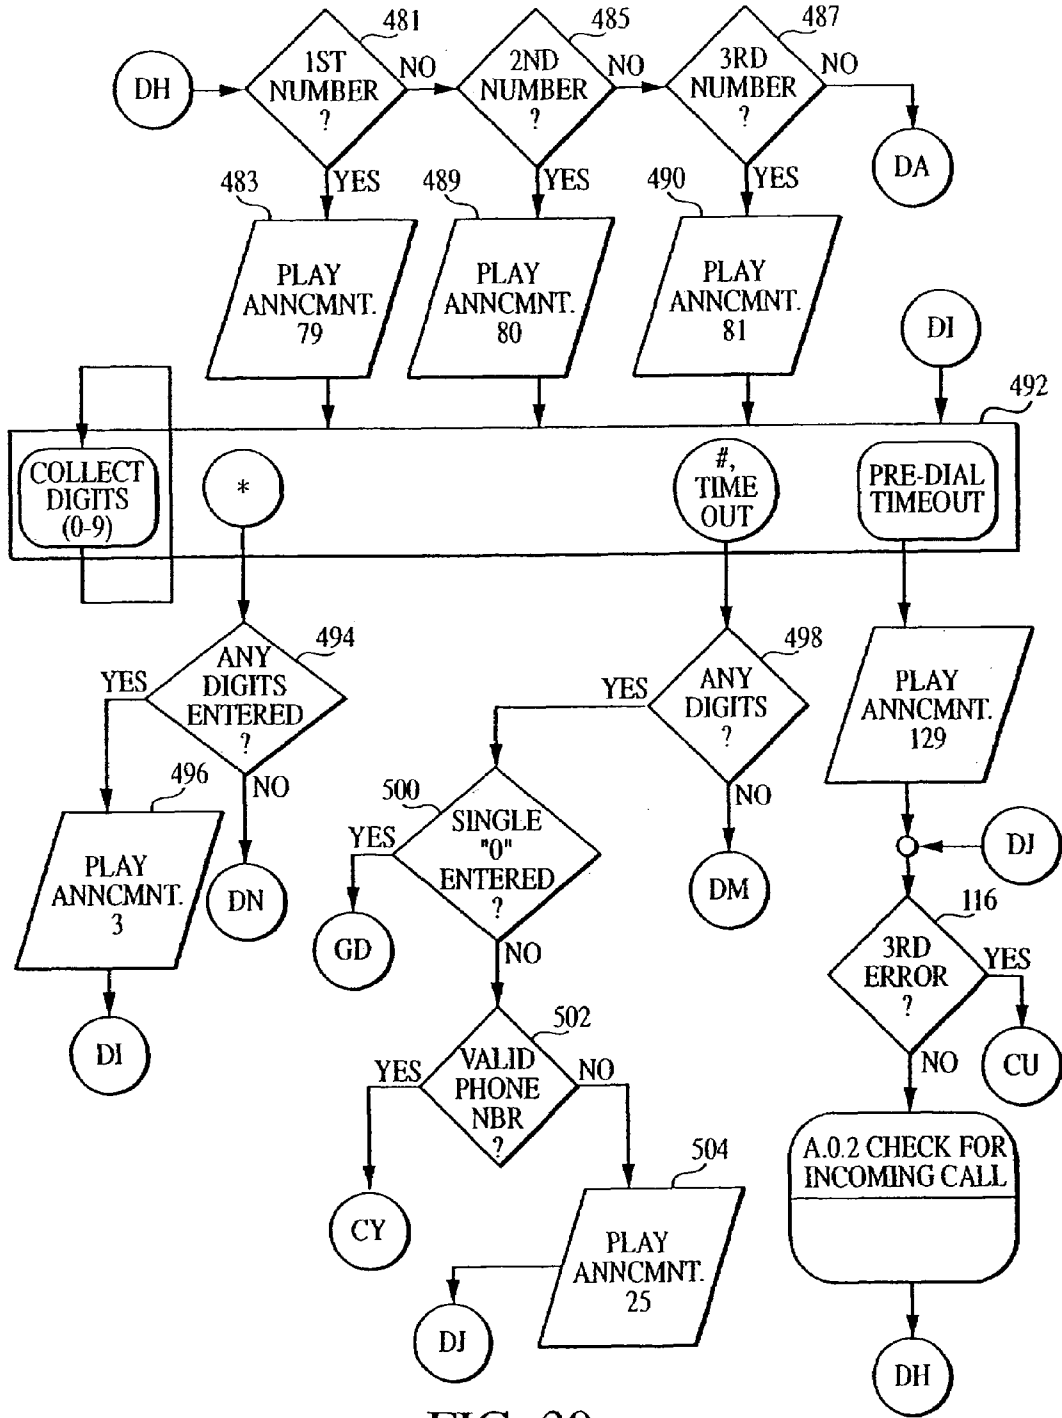 481
485
487
DH
1ST
NUMBER
?
NO
2ND
NUMBER
?
NO
3RD
NUMBER
?
NO
DA
YES
YES
YES
483
489
490
PLAY
ANNCMNT.
79
PLAY
ANNCMNT.
80
PLAY
ANNCMNT.
81
DI
492
COLLECT
DIGITS
(0-9)
*
#,
TIME
OUT
PRE-DIAL
TIMEOUT
494
ANY
DIGITS
ENTERED
?
YES
NO
498
ANY
DIGITS
?
YES
NO
PLAY
ANNCMNT.
129
496
PLAY
ANNCMNT.
3
DN
DI
500
SINGLE
"0"
ENTERED
?
YES
NO
GD
DM
DJ
116
3RD
ERROR
?
YES
NO
CU
502
VALID
PHONE
NBR
?
YES
NO
CY
504
PLAY
ANNCMNT.
25
DJ
A.0.2 CHECK FOR
INCOMING CALL
DH